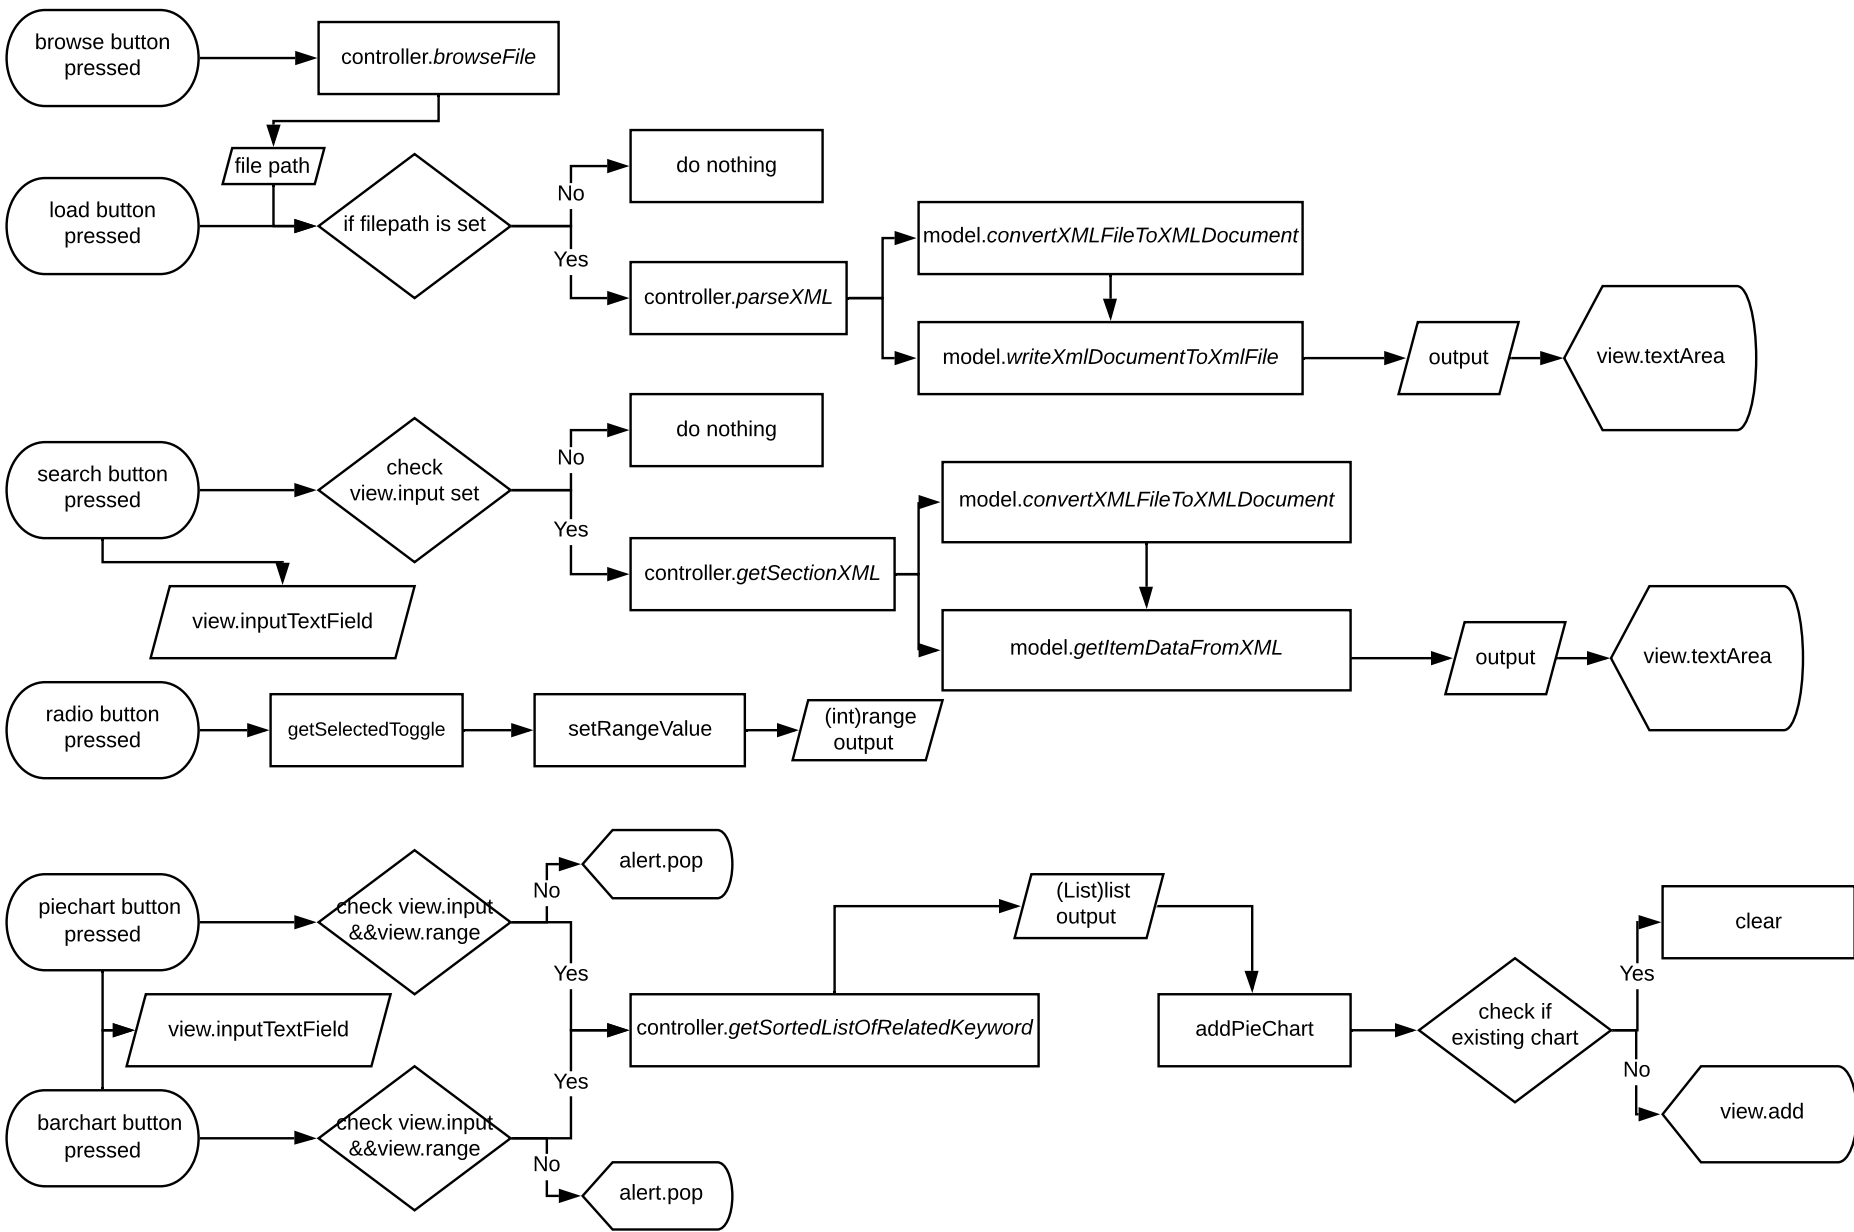 browse button
pressed
controller.browseFile
file path
load button
pressed
if filepath is set
No
Yes
do nothing
controller.parseXML
model.convertXMLFileToXMLDocument
model.writeXmlDocumentToXmlFile
output
view.textArea
search button
pressed
check
view.input set
No
Yes
do nothing
controller.getSectionXML
view.inputTextField
model.convertXMLFileToXMLDocument
model.getItemDataFromXML
output
view.textArea
radio button
pressed
getSelectedToggle
setRangeValue
(int)range
output
piechart button
pressed
check view.input
&&view.range
No
alert.pop
Yes
view.inputTextField
controller.getSortedListOfRelatedKeyword
(List)list
output
addPieChart
check if
existing chart
Yes
clear
No
view.add
barchart button
pressed
check view.input
&&view.range
Yes
No
alert.pop